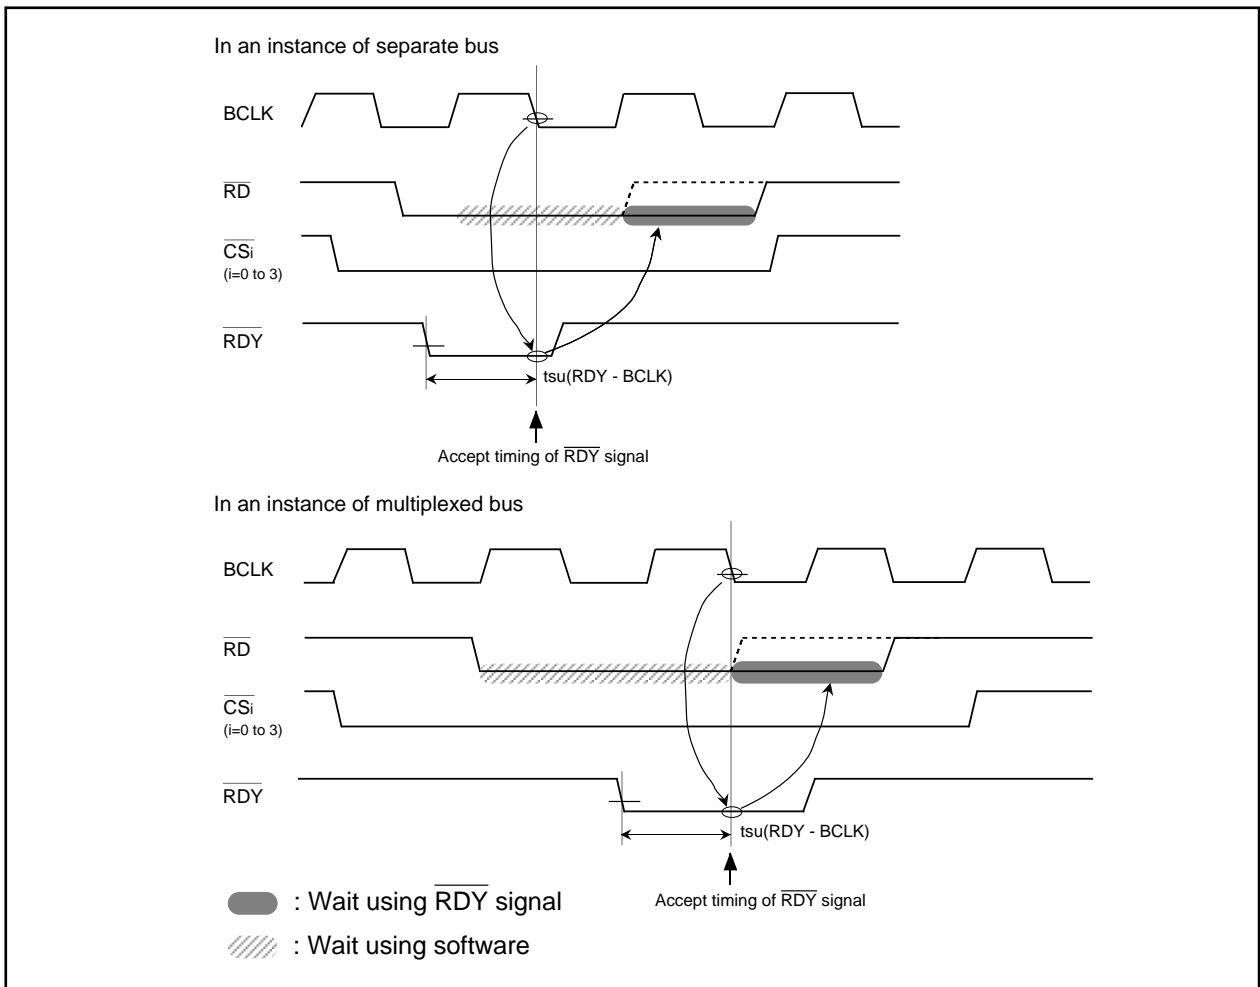 In an instance of separate bus
BCLK
RD
CSi
(i=0 to 3)
RDY
tsu(RDY - BCLK)
Accept timing of RDY signal
In an instance of multiplexed bus
BCLK
RD
CSi
(i=0 to 3)
RDY
tsu(RDY - BCLK)
Accept timing of RDY signal
: Wait using RDY signal
: Wait using software